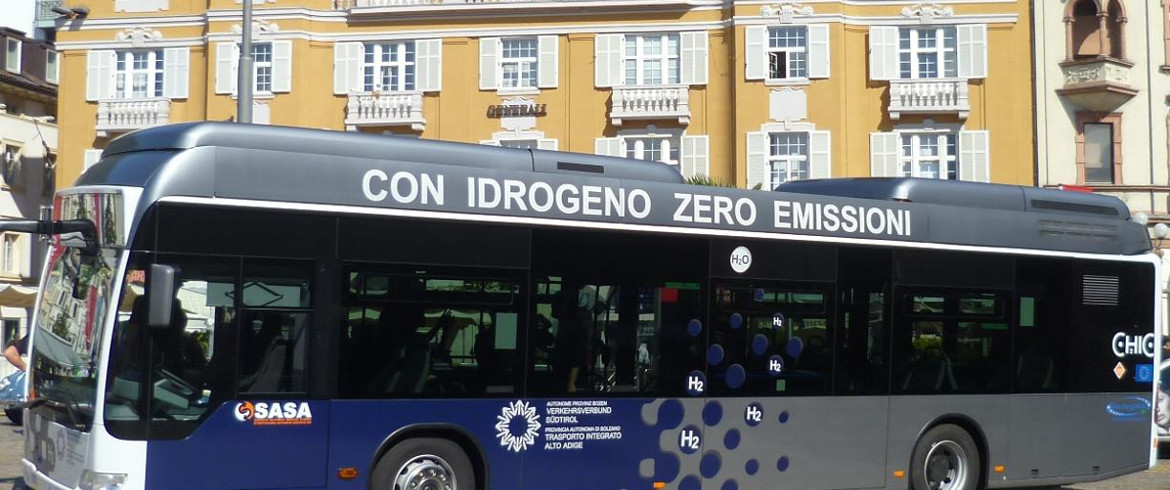 GENERALI
CON IDROGENO ZERO EMISSIONI
H₂O
H₂
H₂
H₂
H₂
H₂
CHIC
SASA
AUTONOME PROVINZ BOZEN
VERKEHRSVERBUND
SÜDTIROL
PROVINCIA AUTONOMA DI BOLZANO
TRASPORTO INTEGRATO
ALTO ADIGE